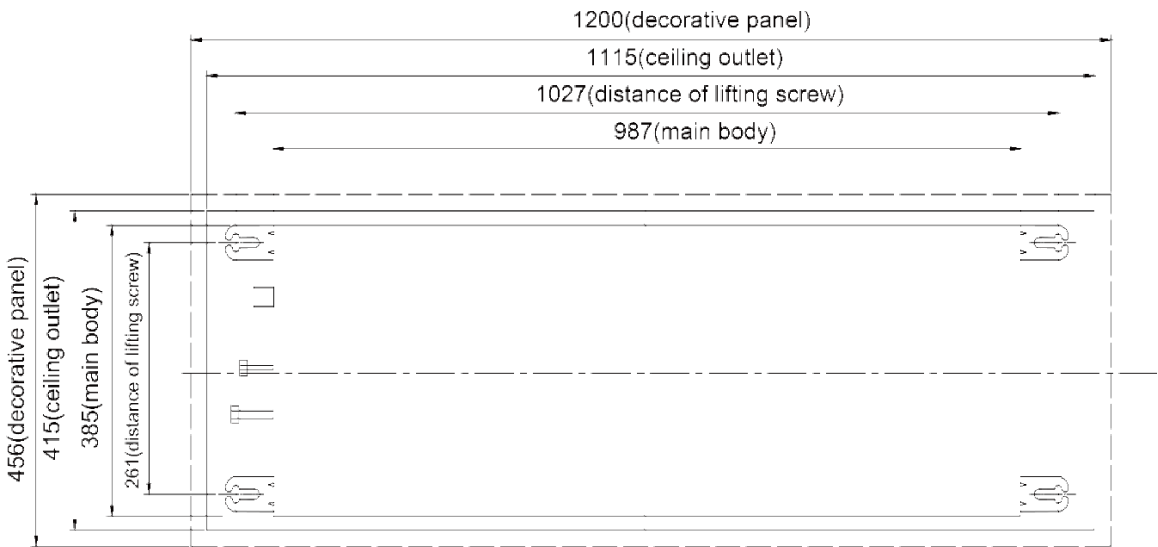 1200(decorative panel)
1115(ceiling outlet)
1027(distance of lifting screw)
987(main body)
456(decorative panel)
415(ceiling outlet)
385(main body)
261(distance of lifting screw)